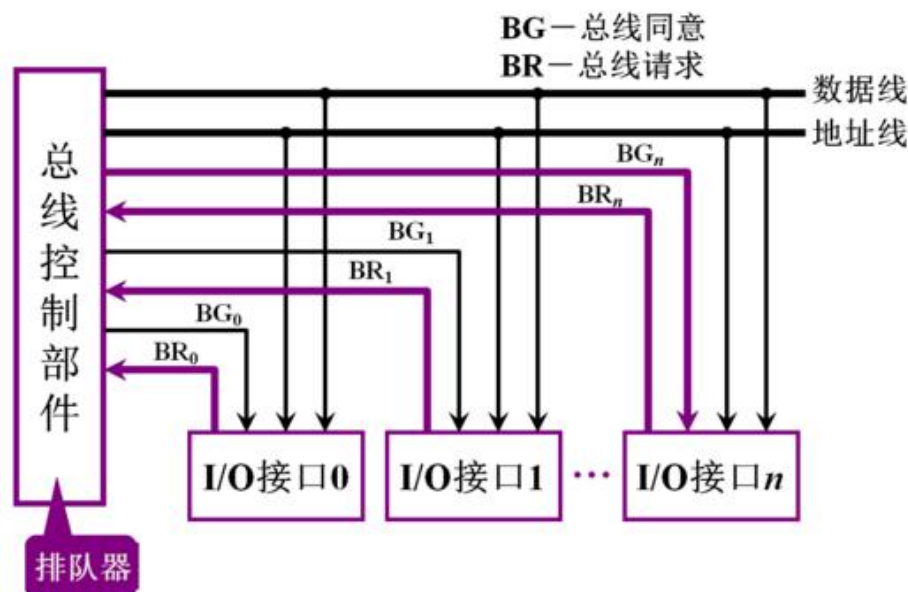 BG－总线同意
BR－总线请求
数据线
地址线
总线控制部件
BGn
BRn
BG1
BR1
BG0
BR0
I/O接口0
I/O接口1
…
I/O接口n
排队器